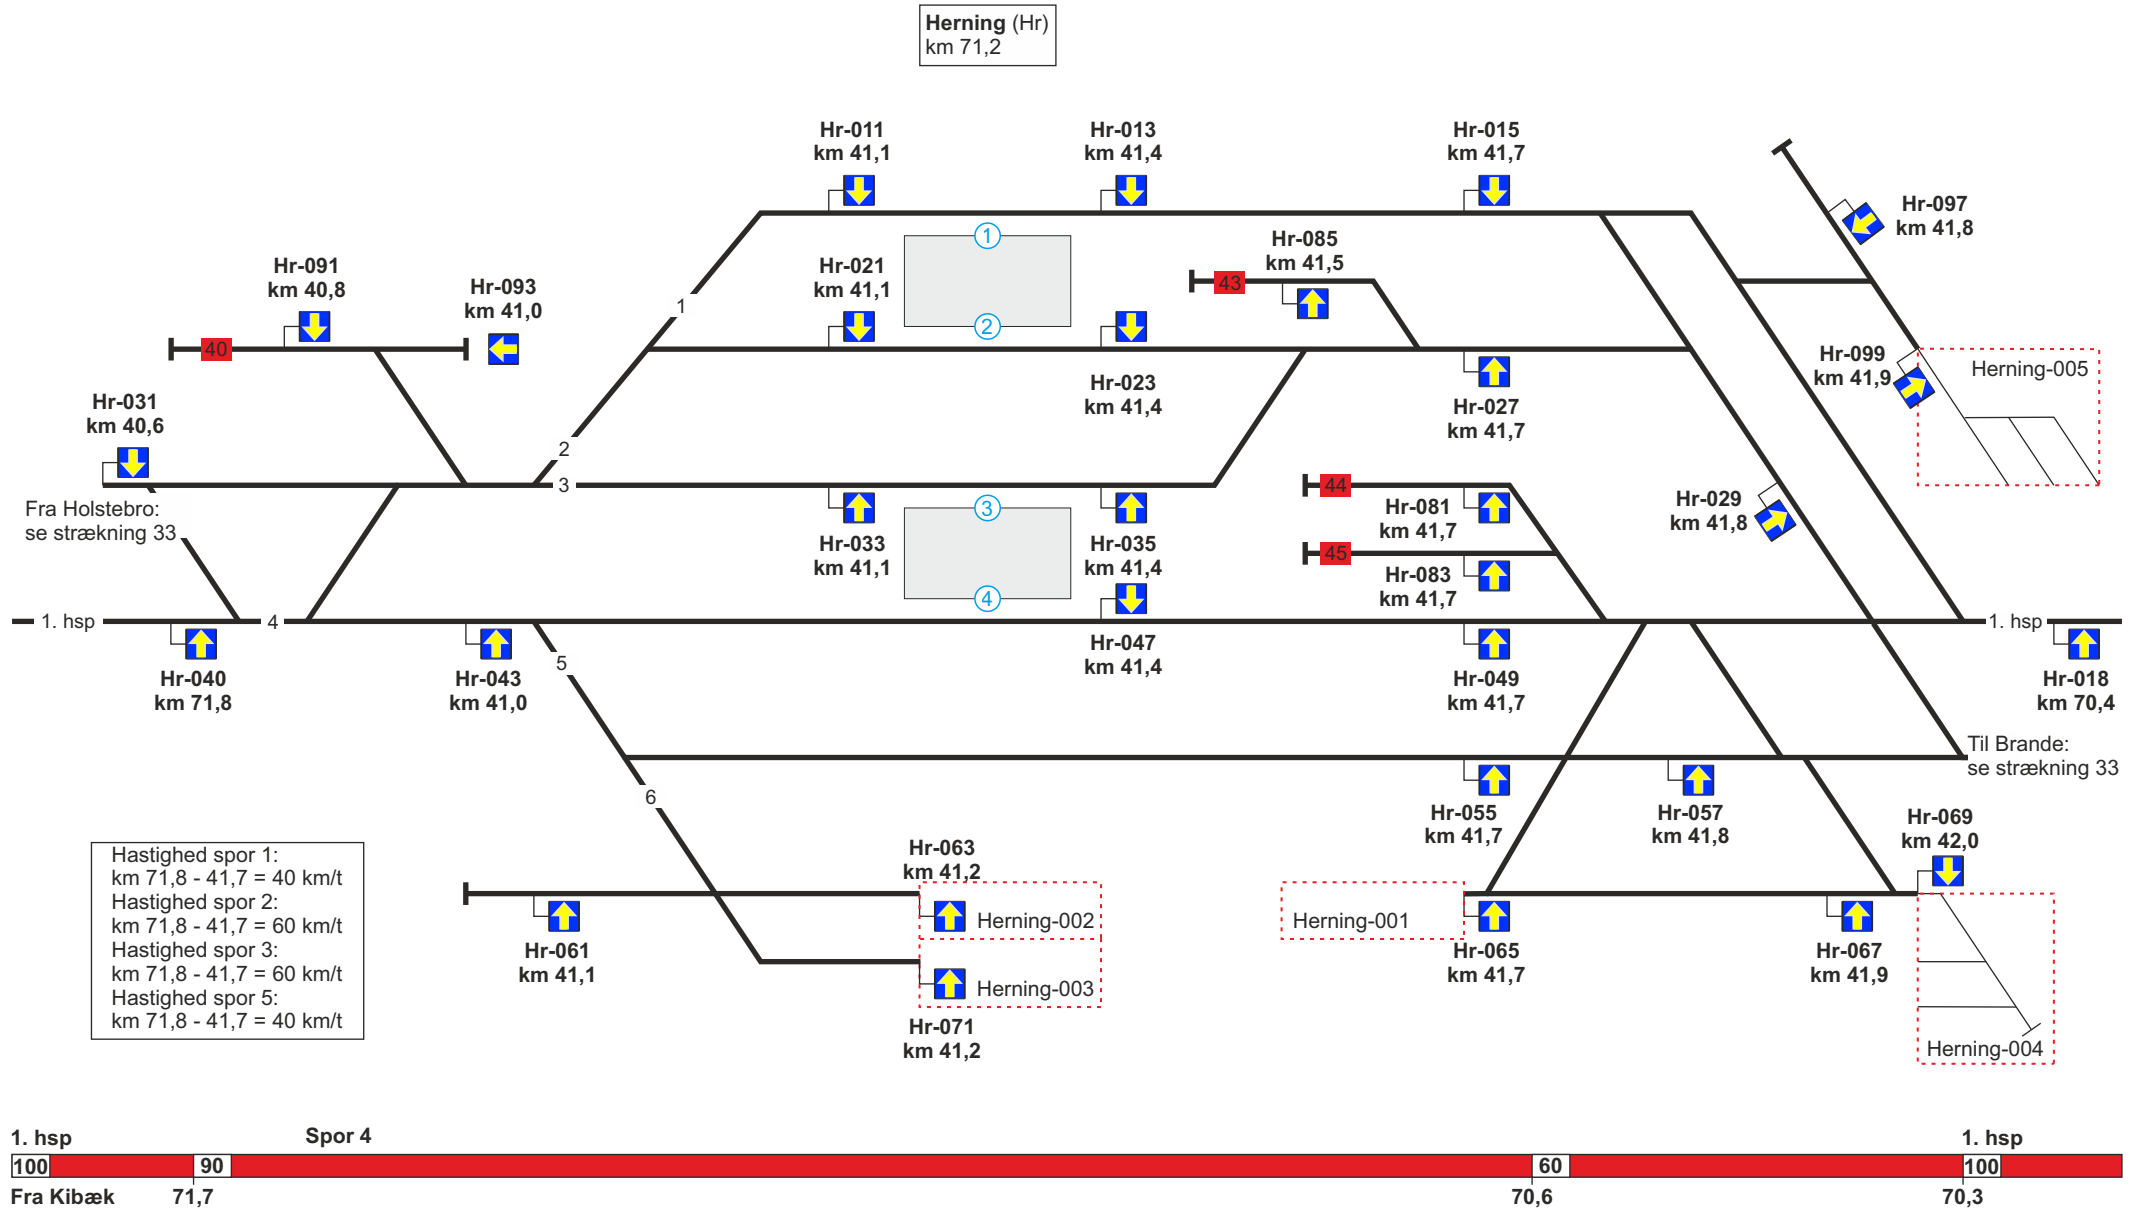 Herning (Hr)
km 71,2
Hr-011
km 41,1
Hr-013
km 41,4
Hr-015
km 41,7
Hr-097
km 41,8
1
Hr-085
km 41,5
43
Hr-091
km 40,8
Hr-093
km 41,0
40
1
Hr-021
km 41,1
2
Hr-023
km 41,4
Hr-027
km 41,7
Hr-099
km 41,9
Herning-005
Hr-031
km 40,6
Fra Holstebro:
se strækning 33
2
3
Hr-033
km 41,1
3
Hr-035
km 41,4
44
Hr-081
km 41,7
45
Hr-083
km 41,7
Hr-029
km 41,8
4
1. hsp
4
1. hsp
Hr-040
km 71,8
Hr-043
km 41,0
5
Hr-047
km 41,4
Hr-049
km 41,7
Hr-018
km 70,4
Til Brande:
se strækning 33
6
Hr-055
km 41,7
Hr-057
km 41,8
Hr-069
km 42,0
Hr-063
km 41,2
Herning-002
Hr-061
km 41,1
Herning-003
Hr-071
km 41,2
Herning-001
Hr-065
km 41,7
Hr-067
km 41,9
Herning-004
Hastighed spor 1:
km 71,8 - 41,7 = 40 km/t
Hastighed spor 2:
km 71,8 - 41,7 = 60 km/t
Hastighed spor 3:
km 71,8 - 41,7 = 60 km/t
Hastighed spor 5:
km 71,8 - 41,7 = 40 km/t
1. hsp
Spor 4
1. hsp
100
90
60
100
Fra Kibæk
71,7
70,6
70,3